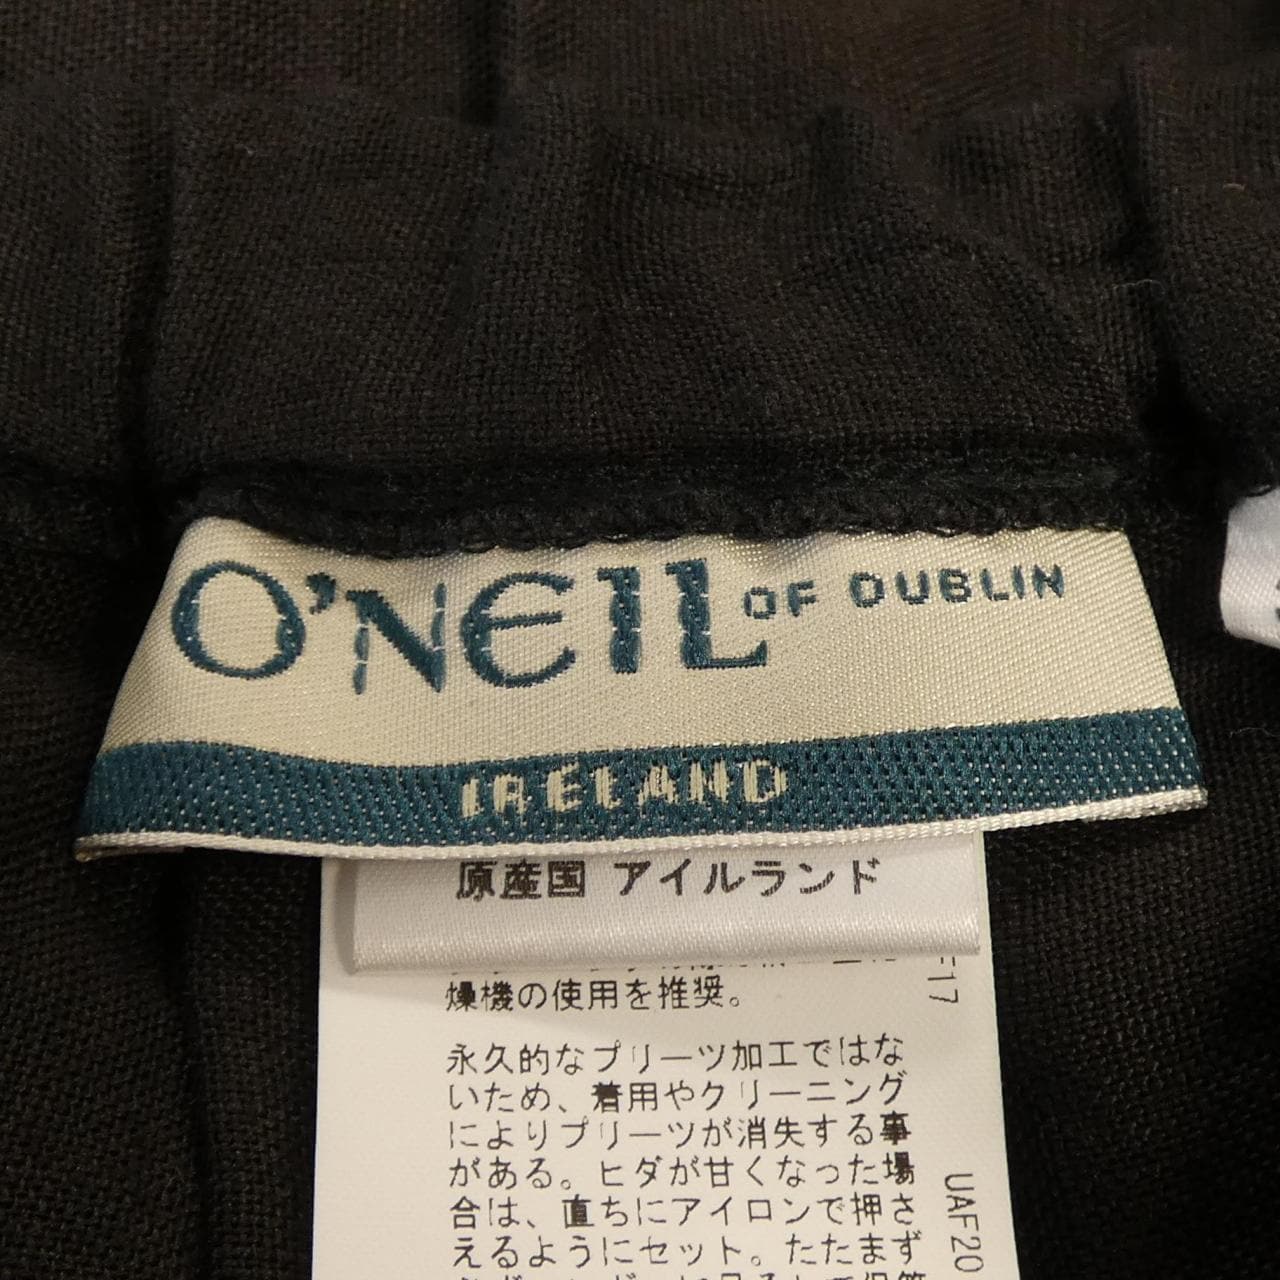 O'NEIL OF DUBLIN
IRELAND
原産国 アイルランド
燥機の使用を推奨。
永久的なプリーツ加工ではな
いため、着用やクリーニング
によりプリーツが消失する事
がある。ヒダが甘くなった場
合は、直ちにアイロンで押さ
えるようにセット。たたまず
F17
UAF20